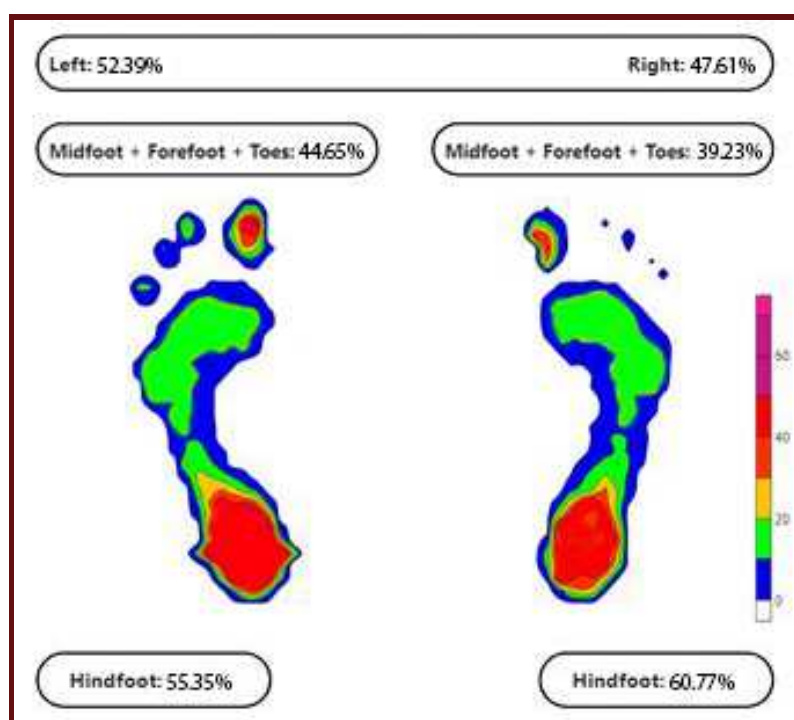 Left: 52.39%
Right: 47.61%
Midfoot + Forefoot + Toes: 44.65%
Midfoot + Forefoot + Toes: 39.23%
60
40
20
0
Hindfoot: 55.35%
Hindfoot: 60.77%